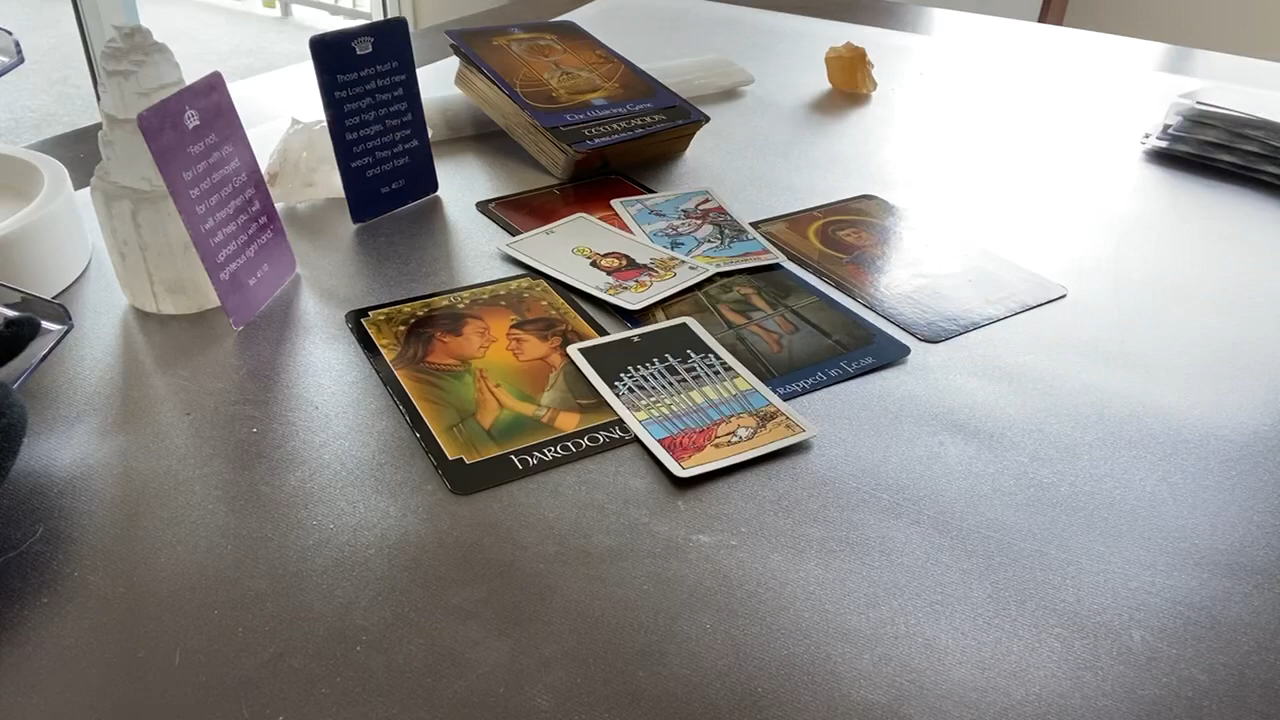 "Fear not,
for I am with you;
be not dismayed,
for I am your God.
I will strengthen you,
I will help you, I will
uphold you with My
righteous right hand."
Isa. 41:10
Those who trust in
the LORD will find new
strength. They will
soar high on wings
like eagles. They will
run and not grow
weary. They will walk
and not faint.
Isa. 40:31
The Waiting Game
TEMPTATION
6
HARMONY
X
rapped in Fear